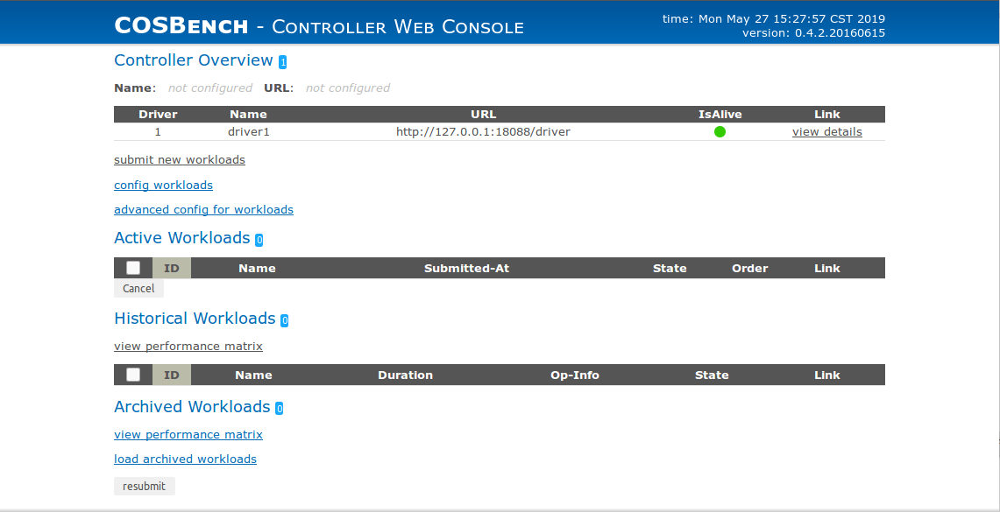 COSBENCH - CONTROLLER WEB CONSOLE
time: Mon May 27 15:27:57 CST 2019
version: 0.4.2.20160615
Controller Overview 1
Name: not configured URL: not configured
Driver Name URL IsAlive Link
1 driver1 http://127.0.0.1:18088/driver view details
submit new workloads
config workloads
advanced config for workloads
Active Workloads 0
ID Name Submitted-At State Order Link
Cancel
Historical Workloads 0
view performance matrix
ID Name Duration Op-Info State Link
Archived Workloads 0
view performance matrix
load archived workloads
resubmit